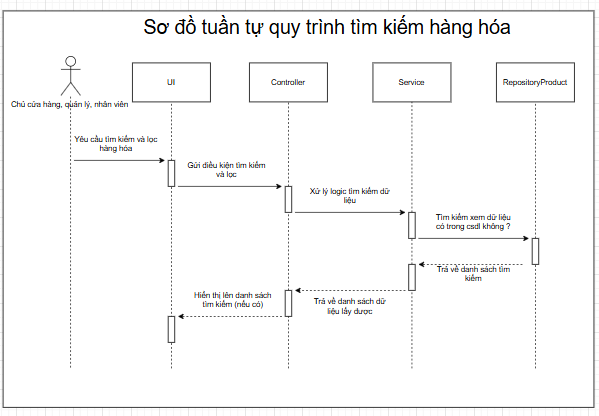 Sơ đồ tuần tự quy trình tìm kiếm hàng hóa
UI
Controller
Service
RepositoryProduct
Chủ cửa hàng, quản lý, nhân viên
Yêu cầu tìm kiếm và lọc
hàng hóa
Gửi điều kiện tìm kiếm
và lọc
Xử lý logic tìm kiếm dữ
liệu
Tìm kiếm xem dữ liệu
có trong csdl không ?
Trả về danh sách tìm
kiếm
Trả về danh sách dữ
liệu lấy được
Hiển thị lên danh sách
tìm kiếm (nếu có)